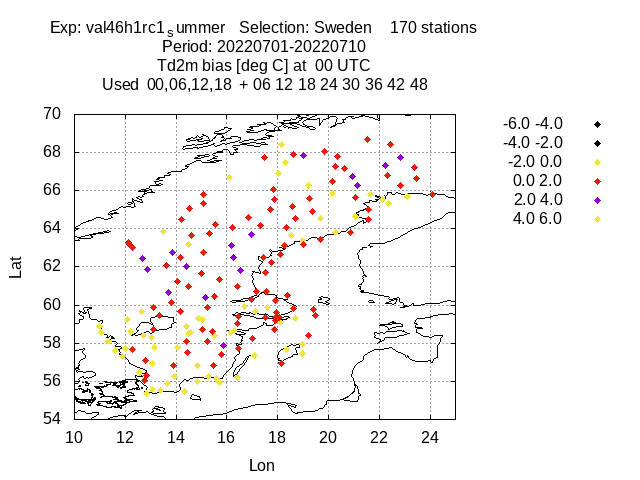 Exp: val46h1rc1summer Selection: Sweden 170 stations
Period: 20220701-20220710
Td2m bias [deg C] at 00 UTC
Used 00,06,12,18 + 06 12 18 24 30 36 42 48
70
68
66
64
62
60
58
56
54
Lat
10 12 14 16 18 20 22 24
Lon
-6.0 -4.0
-4.0 -2.0
-2.0 0.0
0.0 2.0
2.0 4.0
4.0 6.0